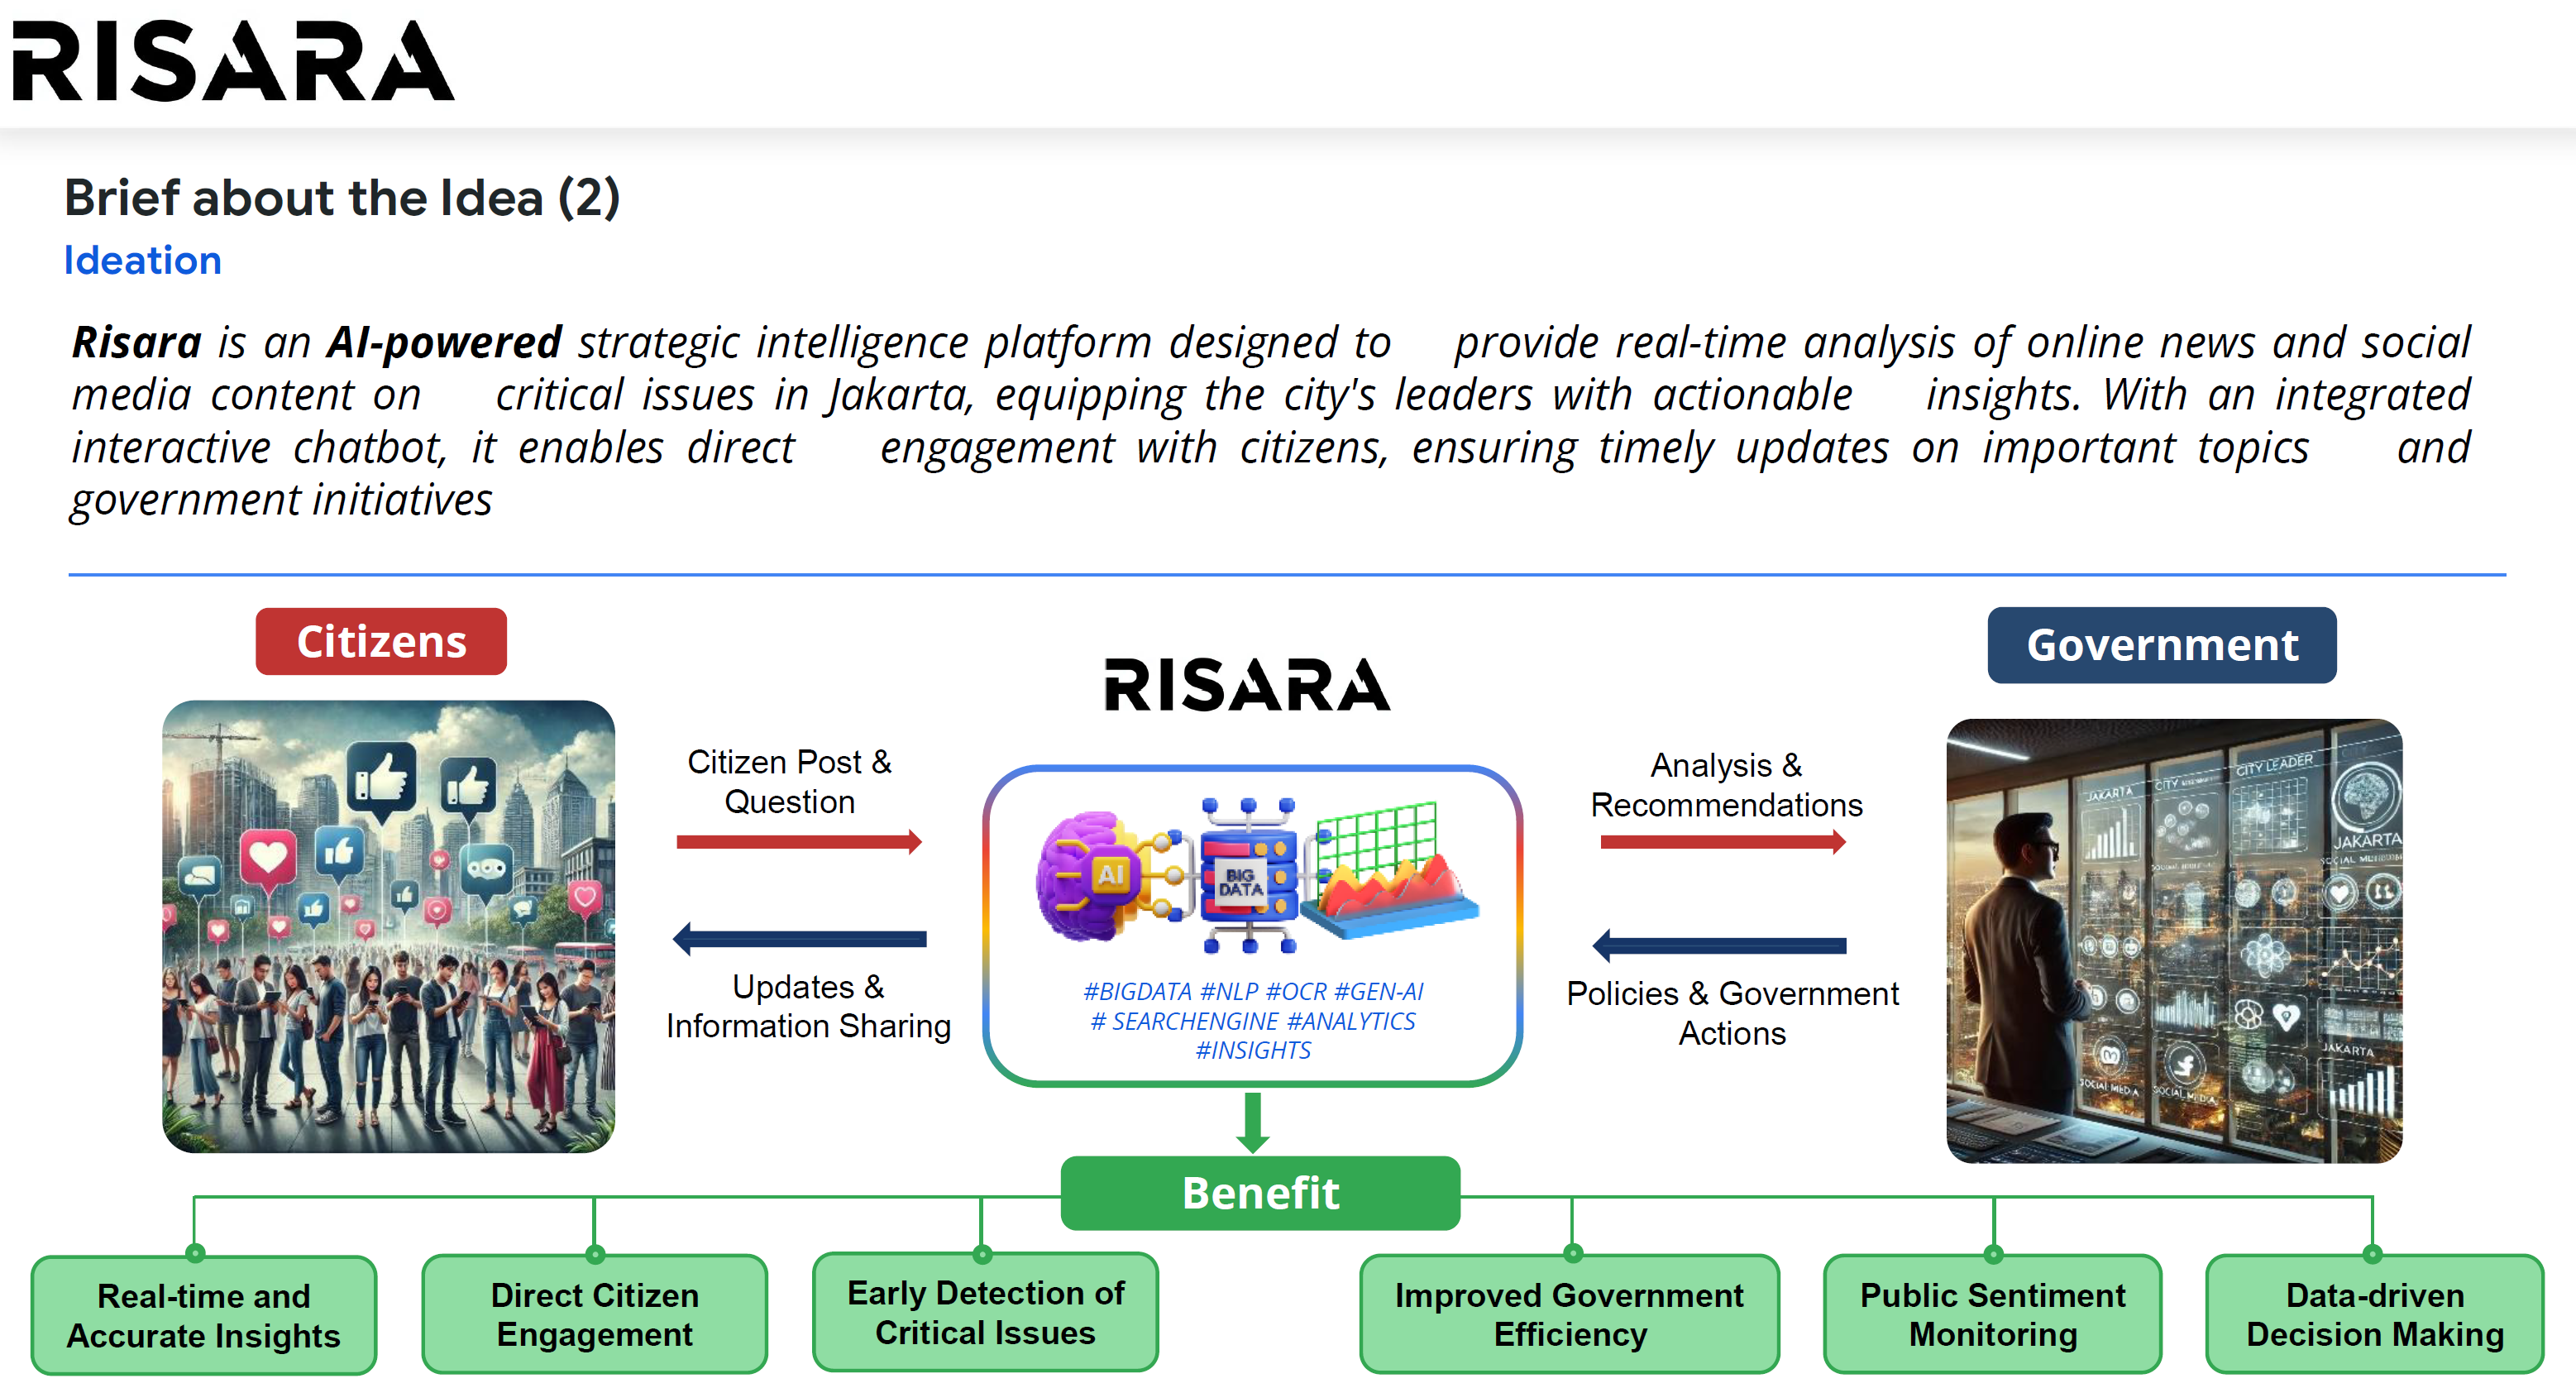 RISARA
Brief about the Idea (2)
Ideation
Risara is an AI-powered strategic intelligence platform designed to provide real-time analysis of online news and social
media content on critical issues in Jakarta, equipping the city's leaders with actionable insights. With an integrated
interactive chatbot, it enables direct engagement with citizens, ensuring timely updates on important topics and
government initiatives
Citizens
RISARA
Government
Citizen Post &
Question
Updates &
Information Sharing
AI
BIG
DATA
#BIGDATA #NLP #OCR #GEN-AI
# SEARCHENGINE #ANALYTICS
#INSIGHTS
Analysis &
Recommendations
Policies & Government
Actions
JAKARTA
CITY
CITY LEADER
JAKARTA
JAKARTA
SOCIAL MEDIA
SOCIAL MEDIA
Benefit
Real-time and
Accurate Insights
Direct Citizen
Engagement
Early Detection of
Critical Issues
Improved Government
Efficiency
Public Sentiment
Monitoring
Data-driven
Decision Making